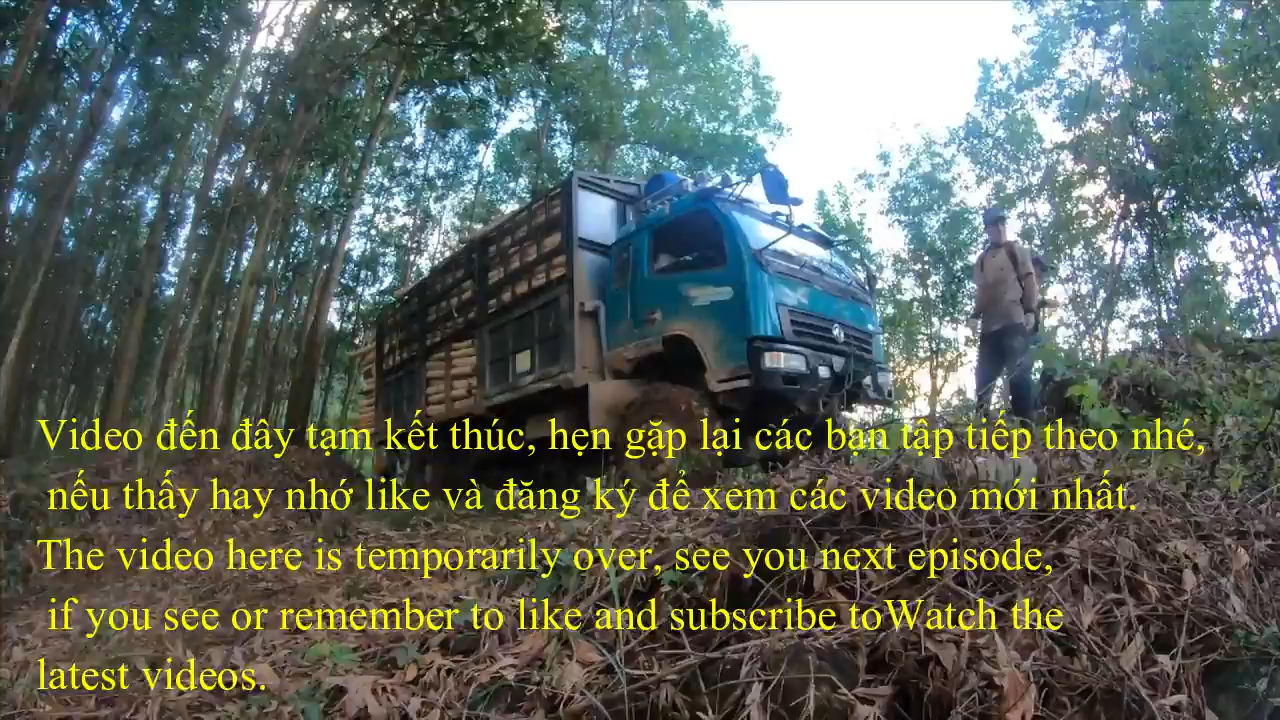 Video đến đây tạm kết thúc, hẹn gặp lại các bạn tập tiếp theo nhé,
nếu thấy hay nhớ like và đăng ký để xem các video mới nhất.
The video here is temporarily over, see you next episode,
if you see or remember to like and subscribe toWatch the
latest videos.